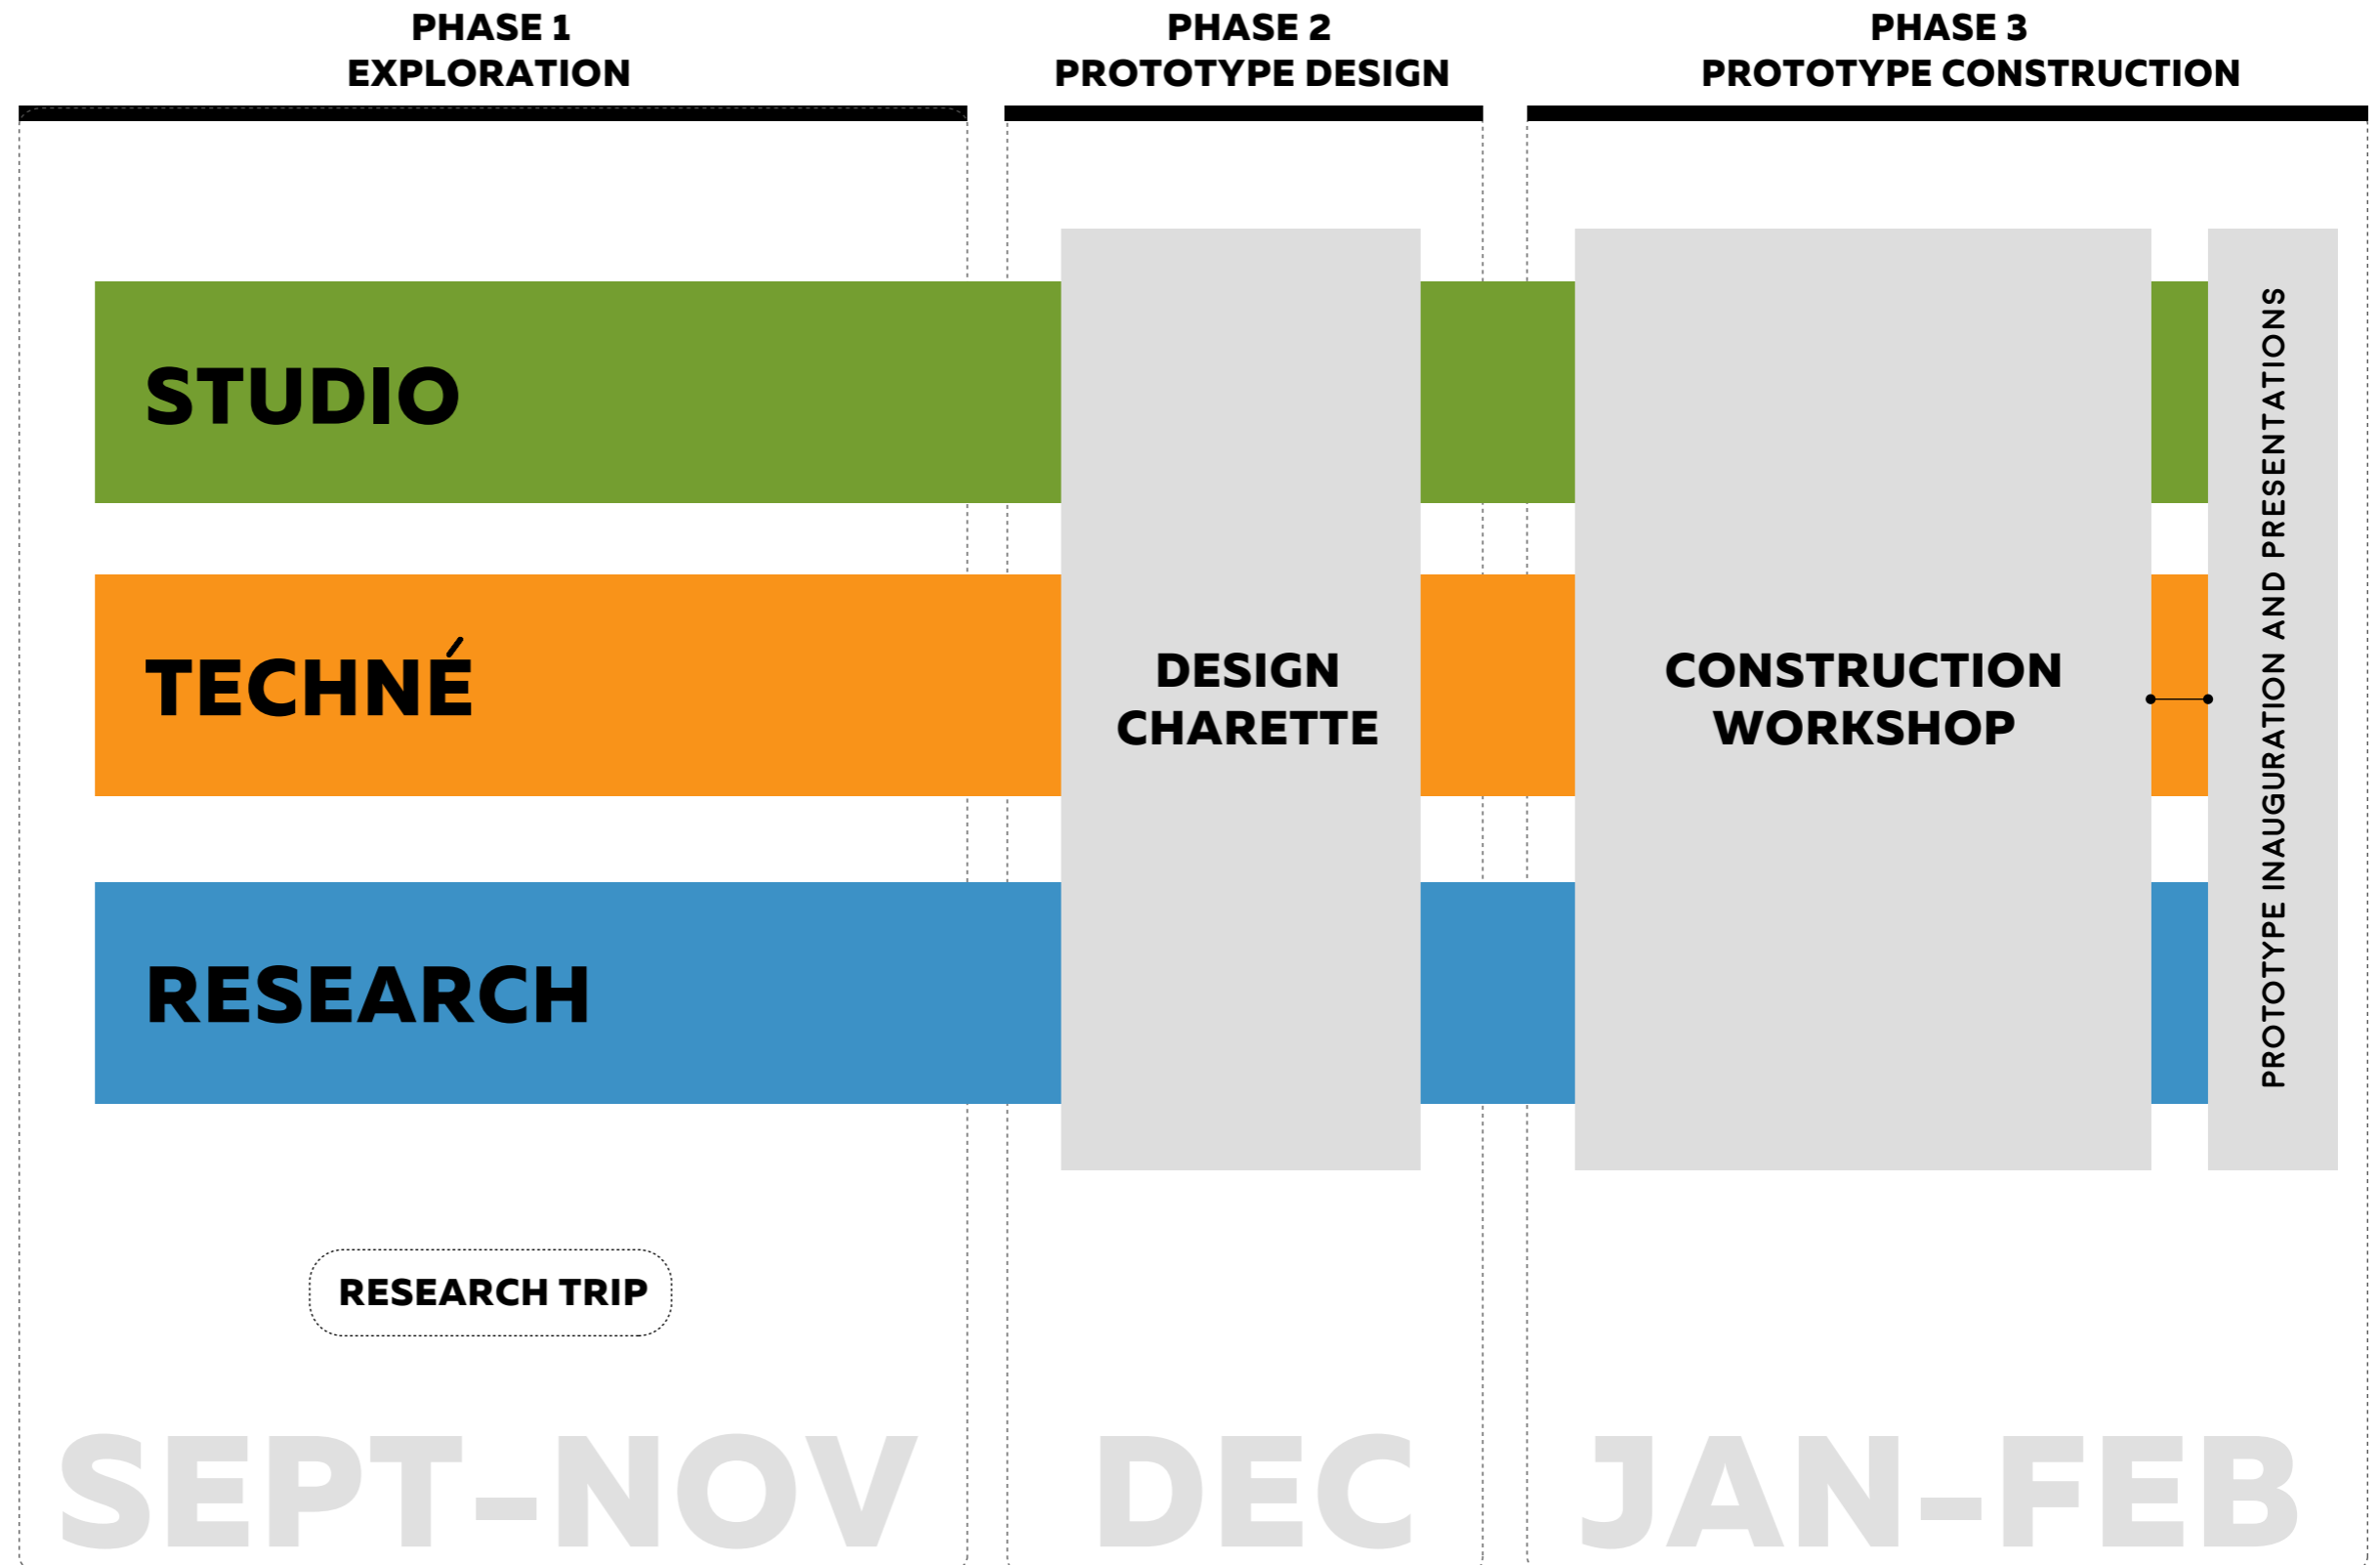 PHASE 1
EXPLORATION
PHASE 2
PROTOTYPE DESIGN
PHASE 3
PROTOTYPE CONSTRUCTION
STUDIO
TECHNÉ
RESEARCH
DESIGN
CHARETTE
CONSTRUCTION
WORKSHOP
PROTOTYPE INAUGURATION AND PRESENTATIONS
RESEARCH TRIP
SEPT-NOV
DEC
JAN-FEB